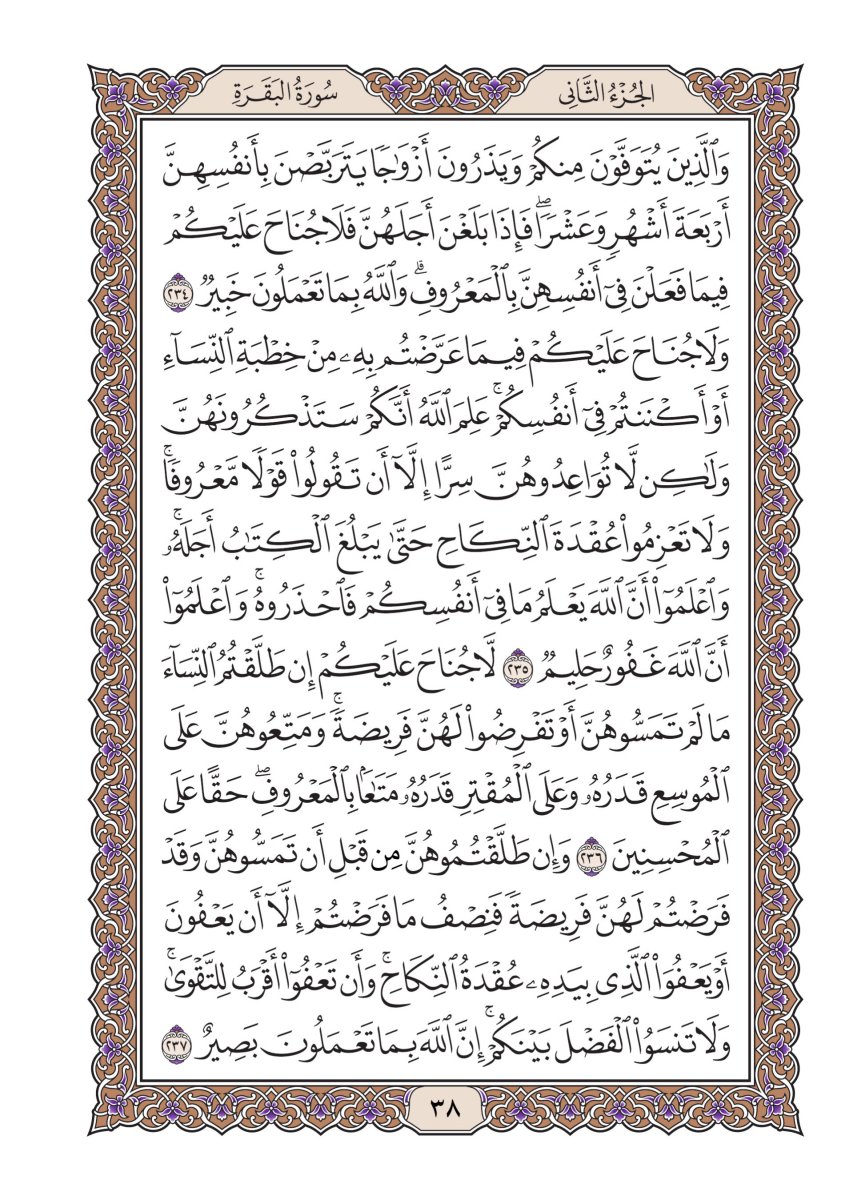 الجُزْءُ الثَّانِي
سُورَةُ البَقَرَةِ
وَٱلَّذِينَ يُتَوَفَّوْنَ مِنكُمْ وَيَذَرُونَ أَزْوَٰجًا يَتَرَبَّصْنَ بِأَنفُسِهِنَّ
أَرْبَعَةَ أَشْهُرٍ وَعَشْرًا ۖ فَإِذَا بَلَغْنَ أَجَلَهُنَّ فَلَا جُنَاحَ عَلَيْكُمْ
فِيمَا فَعَلْنَ فِىٓ أَنفُسِهِنَّ بِٱلْمَعْرُوفِ ۗ وَٱللَّهُ بِمَا تَعْمَلُونَ خَبِيرٌ ٢٣٤
وَلَا جُنَاحَ عَلَيْكُمْ فِيمَا عَرَّضْتُم بِهِۦ مِنْ خِطْبَةِ ٱلنِّسَآءِ
أَوْ أَكْنَنتُمْ فِىٓ أَنفُسِكُمْ ۚ عَلِمَ ٱللَّهُ أَنَّكُمْ سَتَذْكُرُونَهُنَّ
وَلَٰكِن لَّا تُوَاعِدُوهُنَّ سِرًّا إِلَّآ أَن تَقُولُوا۟ قَوْلًا مَّعْرُوفًا ۚ
وَلَا تَعْزِمُوا۟ عُقْدَةَ ٱلنِّكَاحِ حَتَّىٰ يَبْلُغَ ٱلْكِتَٰبُ أَجَلَهُۥ ۚ
وَٱعْلَمُوٓا۟ أَنَّ ٱللَّهَ يَعْلَمُ مَا فِىٓ أَنفُسِكُمْ فَٱحْذَرُوهُ ۚ وَٱعْلَمُوٓا۟
أَنَّ ٱللَّهَ غَفُورٌ حَلِيمٌ ٢٣٥ لَّا جُنَاحَ عَلَيْكُمْ إِن طَلَّقْتُمُ ٱلنِّسَآءَ
مَا لَمْ تَمَسُّوهُنَّ أَوْ تَفْرِضُوا۟ لَهُنَّ فَرِيضَةً ۚ وَمَتِّعُوهُنَّ عَلَى
ٱلْمُوسِعِ قَدَرُهُۥ وَعَلَى ٱلْمُقْتِرِ قَدَرُهُۥ مَتَٰعًۢا بِٱلْمَعْرُوفِ ۖ حَقًّا عَلَى
ٱلْمُحْسِنِينَ ٢٣٦ وَإِن طَلَّقْتُمُوهُنَّ مِن قَبْلِ أَن تَمَسُّوهُنَّ وَقَدْ
فَرَضْتُمْ لَهُنَّ فَرِيضَةً فَنِصْفُ مَا فَرَضْتُمْ إِلَّآ أَن يَعْفُونَ
أَوْ يَعْفُوَا۟ ٱلَّذِى بِيَدِهِۦ عُقْدَةُ ٱلنِّكَاحِ ۚ وَأَن تَعْفُوٓا۟ أَقْرَبُ لِلتَّقْوَىٰ ۚ
وَلَا تَنسَوُا۟ ٱلْفَضْلَ بَيْنَكُمْ ۚ إِنَّ ٱللَّهَ بِمَا تَعْمَلُونَ بَصِيرٌ ٢٣٧
٣٨